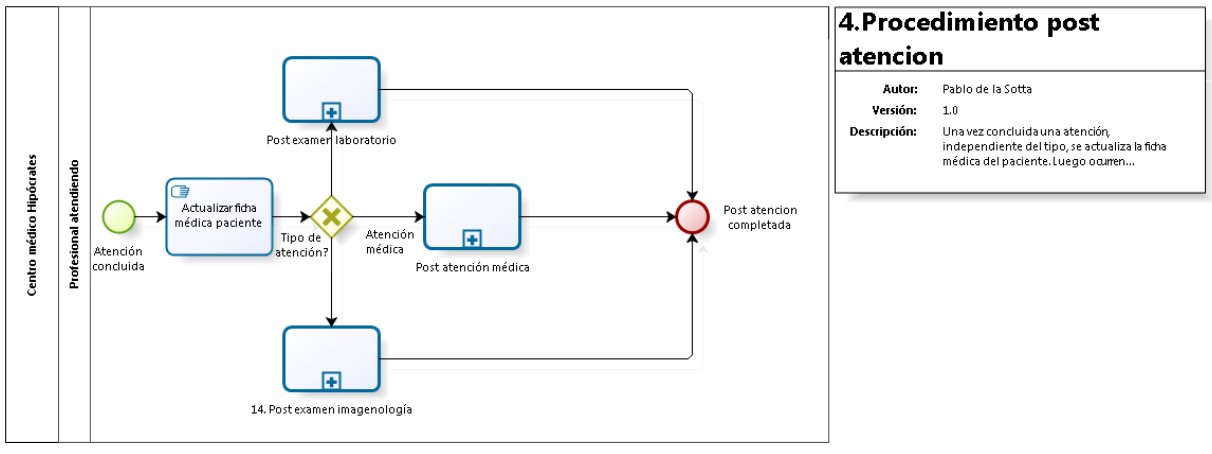 Centro médico Hipócrates
Profesional atendiendo
Atención
concluida
Actualizar ficha
médica paciente
Tipo de
atención?
Post examen laboratorio
Atención
médica
Post atención médica
14. Post examen imagenología
Post atencion
completada
4.Procedimiento post
atencion
Autor: Pablo de la Sotta
Versión: 1.0
Descripción: Una vez concluida una atención,
independiente del tipo, se actualiza la ficha
médica del paciente. Luego ocurren...